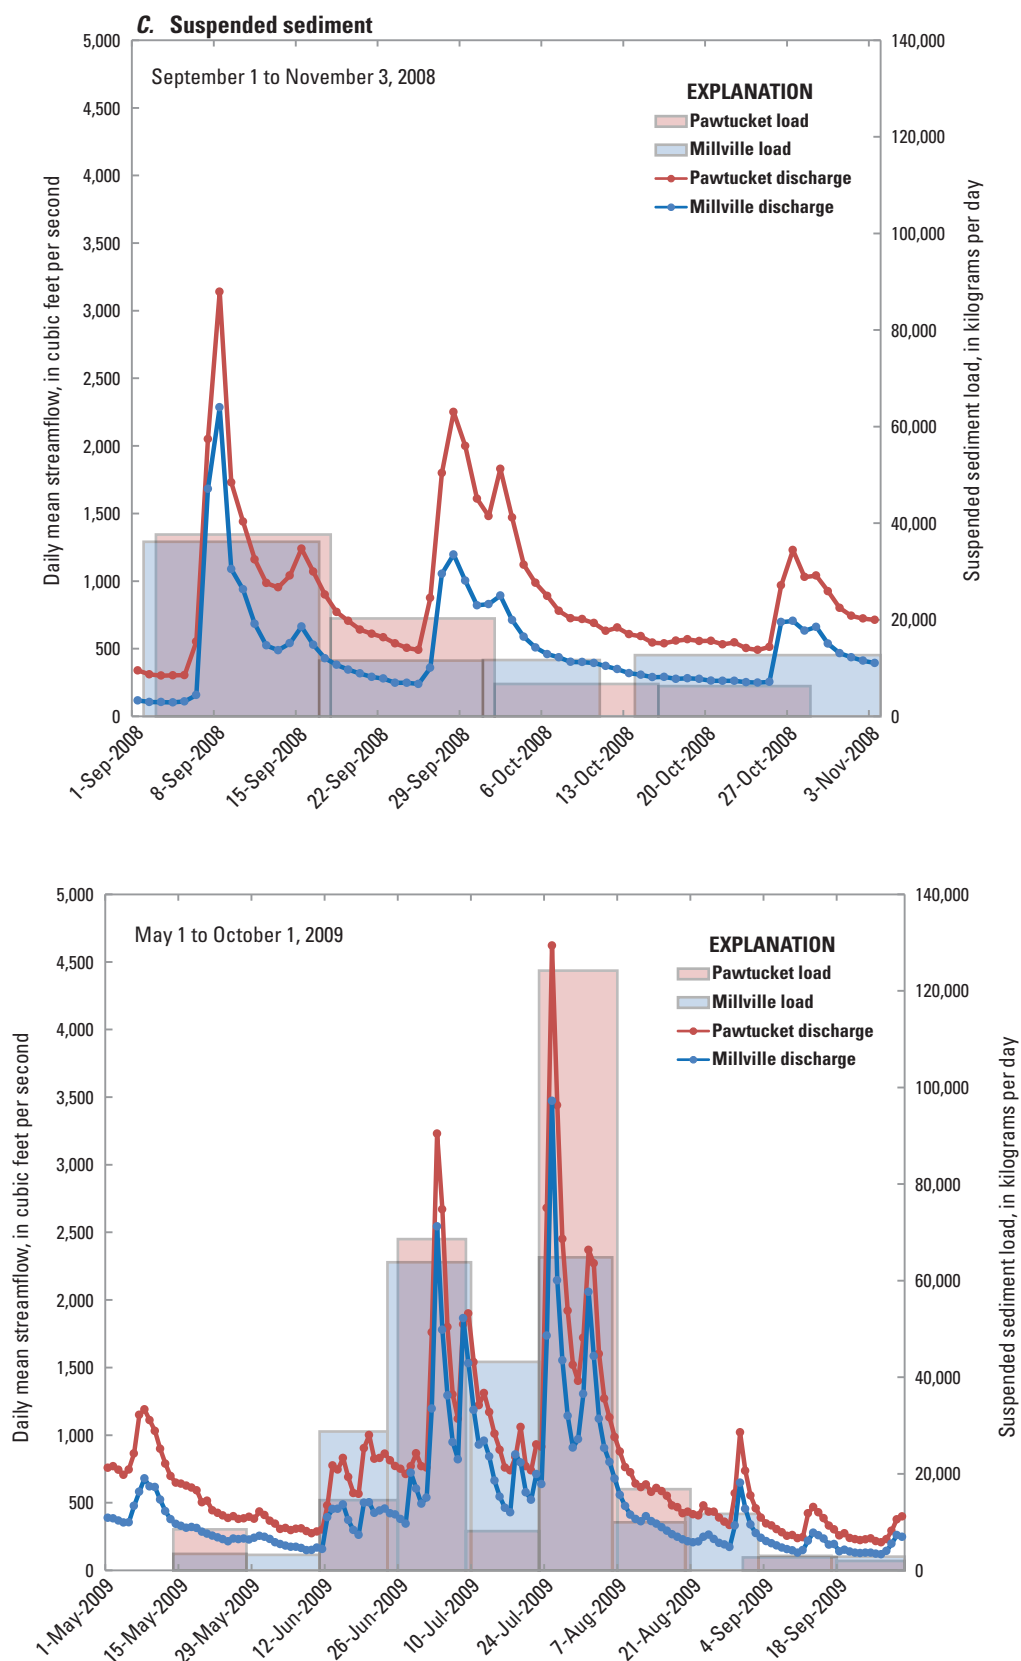 C. Suspended sediment
5,000
4,500
4,000
3,500
3,000
2,500
2,000
1,500
1,000
500
0
Daily mean streamflow, in cubic feet per second
September 1 to November 3, 2008
EXPLANATION
Pawtucket load
Millville load
Pawtucket discharge
Millville discharge
140,000
120,000
100,000
80,000
60,000
40,000
20,000
0
Suspended sediment load, in kilograms per day
1-Sep-2008
8-Sep-2008
15-Sep-2008
22-Sep-2008
29-Sep-2008
6-Oct-2008
13-Oct-2008
20-Oct-2008
27-Oct-2008
3-Nov-2008
5,000
4,500
4,000
3,500
3,000
2,500
2,000
1,500
1,000
500
0
Daily mean streamflow, in cubic feet per second
May 1 to October 1, 2009
EXPLANATION
Pawtucket load
Millville load
Pawtucket discharge
Millville discharge
140,000
120,000
100,000
80,000
60,000
40,000
20,000
0
Suspended sediment load, in kilograms per day
1-May-2009
15-May-2009
29-May-2009
12-Jun-2009
26-Jun-2009
10-Jul-2009
24-Jul-2009
7-Aug-2009
21-Aug-2009
4-Sep-2009
18-Sep-2009